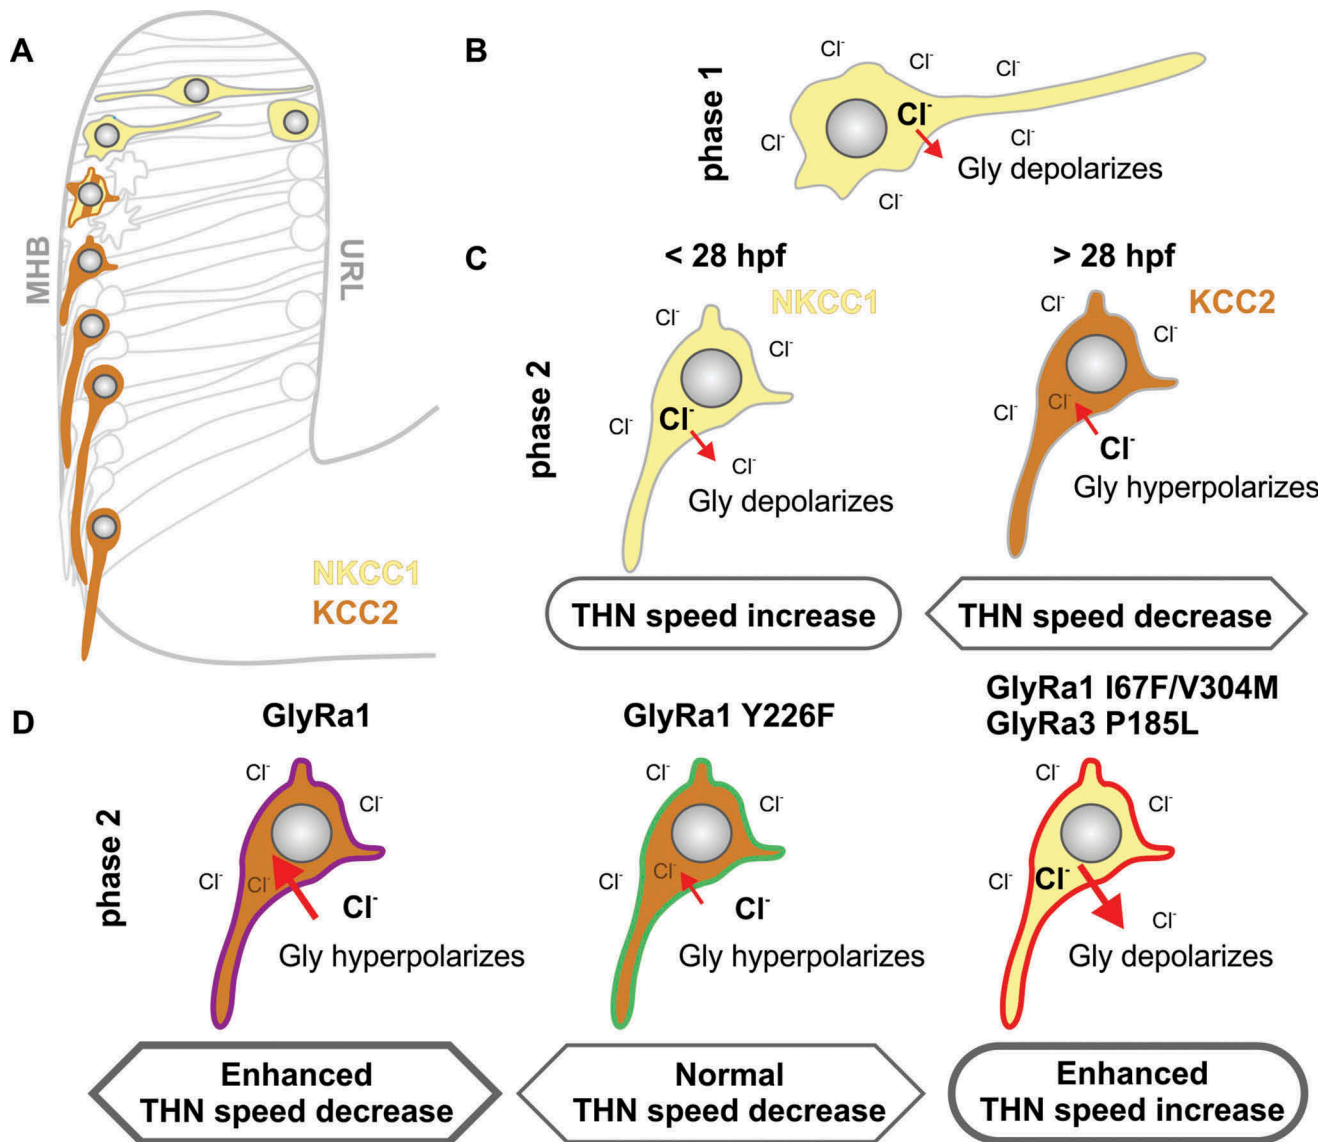 A
MHB
URL
NKCC1
KCC2
B
phase 1
Cl⁻
Cl⁻
Cl⁻
Cl⁻
Cl⁻
Cl⁻
Cl⁻
Gly depolarizes
C
phase 2
< 28 hpf
NKCC1
Cl⁻
Cl⁻
Cl⁻
Cl⁻
Cl⁻
Gly depolarizes
THN speed increase
> 28 hpf
KCC2
Cl⁻
Cl⁻
Cl⁻
Cl⁻
Cl⁻
Gly hyperpolarizes
THN speed decrease
D
phase 2
GlyRa1
Cl⁻
Cl⁻
Cl⁻
Cl⁻
Cl⁻
Gly hyperpolarizes
Enhanced
THN speed decrease
GlyRa1 Y226F
Cl⁻
Cl⁻
Cl⁻
Cl⁻
Cl⁻
Gly hyperpolarizes
Normal
THN speed decrease
GlyRa1 I67F/V304M
GlyRa3 P185L
Cl⁻
Cl⁻
Cl⁻
Cl⁻
Cl⁻
Gly depolarizes
Enhanced
THN speed increase